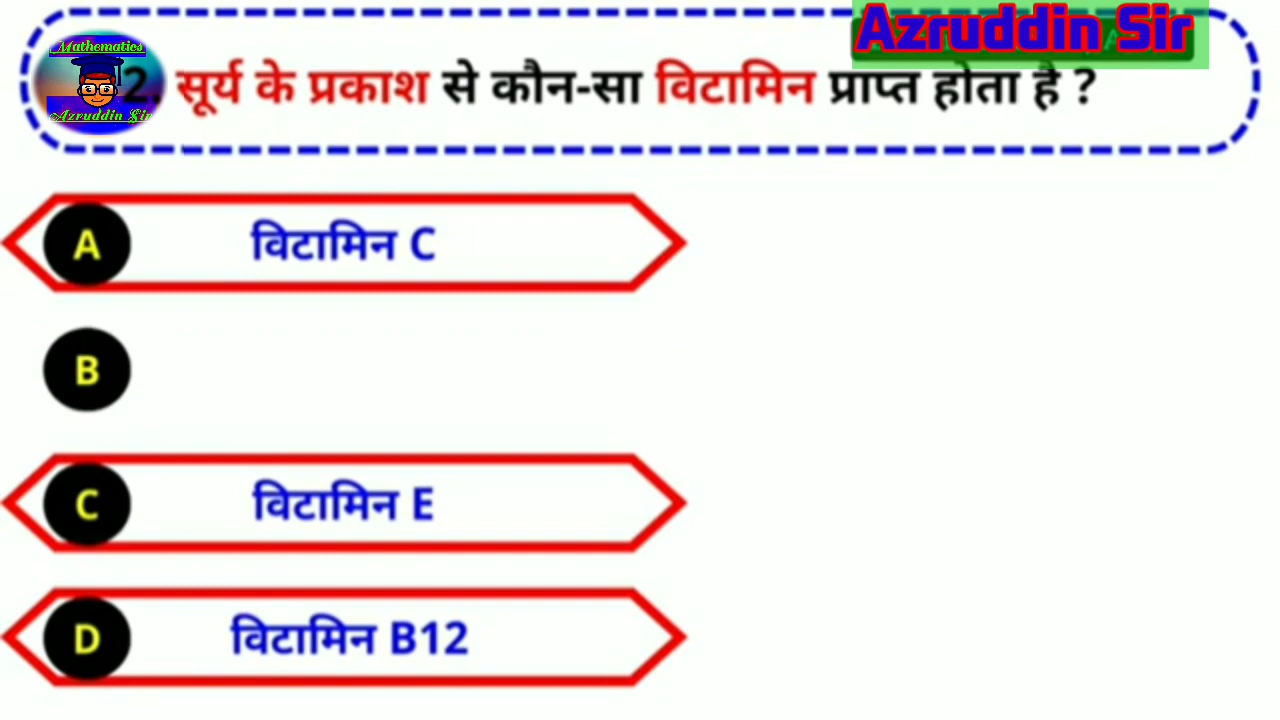 Azruddin Sir
Mathematics
Azruddin Sir
2. सूर्य के प्रकाश से कौन-सा विटामिन प्राप्त होता है ?
A विटामिन C
B
C विटामिन E
D विटामिन B12